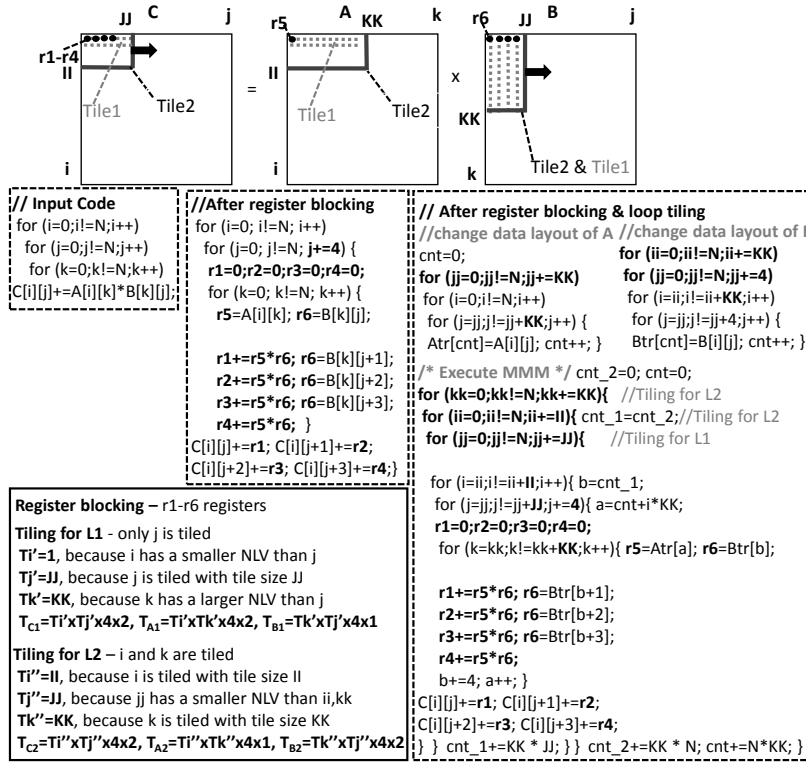 C
JJ
j
r1-r4
II
Tile1
Tile2
i
=
A
k
KK
r5
II
Tile1
Tile2
i
x
B
JJ
j
r6
KK
Tile2 & Tile1
k
// Input Code
for (i=0;i!=N;i++)
for (j=0;j!=N;j++)
for (k=0;k!=N;k++)
C[i][j]+=A[i][k]*B[k][j];
//After register blocking
for (i=0; i!=N; i++)
for (j=0; j!=N; j+=4) {
r1=0;r2=0;r3=0;r4=0;
for (k=0; k!=N; k++) {
r5=A[i][k]; r6=B[k][j];
r1+=r5*r6; r6=B[k][j+1];
r2+=r5*r6; r6=B[k][j+2];
r3+=r5*r6; r6=B[k][j+3];
r4+=r5*r6; }
C[i][j]+=r1; C[i][j+1]+=r2;
C[i][j+2]+=r3; C[i][j+3]+=r4;}
// After register blocking & loop tiling
//change data layout of A
cnt=0;
for (jj=0;jj!=N;jj+=KK)
for (i=0;i!=N;i++)
for (j=jj;j!=jj+KK;j++) {
Atr[cnt]=A[i][j]; cnt++; }
//change data layout of
for (ii=0;ii!=N;ii+=KK)
for (jj=0;jj!=N;jj+=4)
for (i=ii;i!=ii+KK;i++)
for (j=jj;j!=jj+4;j++) {
Btr[cnt]=B[i][j]; cnt++; }
/* Execute MMM */ cnt_2=0; cnt=0;
for (kk=0;kk!=N;kk+=KK){ //Tiling for L2
for (ii=0;ii!=N;ii+=II){ cnt_1=cnt_2;//Tiling for L2
for (jj=0;jj!=N;jj+=JJ){ //Tiling for L1
for (i=ii;i!=ii+II;i++){ b=cnt_1;
for (j=jj;j!=jj+JJ;j+=4){ a=cnt+i*KK;
r1=0;r2=0;r3=0;r4=0;
for (k=kk;k!=kk+KK;k++){ r5=Atr[a]; r6=Btr[b];
r1+=r5*r6; r6=Btr[b+1];
r2+=r5*r6; r6=Btr[b+2];
r3+=r5*r6; r6=Btr[b+3];
r4+=r5*r6;
b+=4; a++; }
C[i][j]+=r1; C[i][j+1]+=r2;
C[i][j+2]+=r3; C[i][j+3]+=r4;
} } cnt_1+=KK * JJ; } } cnt_2+=KK * N; cnt+=N*KK; }
Register blocking – r1-r6 registers
Tiling for L1 - only j is tiled
Ti'=1, because i has a smaller NLV than j
Tj'=JJ, because j is tiled with tile size JJ
Tk'=KK, because k has a larger NLV than j
TC1=Ti'xTj'x4x2, TA1=Ti'xTk'x4x2, TB1=Tk'xTj'x4x1
Tiling for L2 – i and k are tiled
Ti''=II, because i is tiled with tile size II
Tj''=JJ, because jj has a smaller NLV than ii,kk
Tk''=KK, because k is tiled with tile size KK
TC2=Ti''xTj''x4x2, TA2=Ti''xTk''x4x1, TB2=Tk''xTj''x4x2